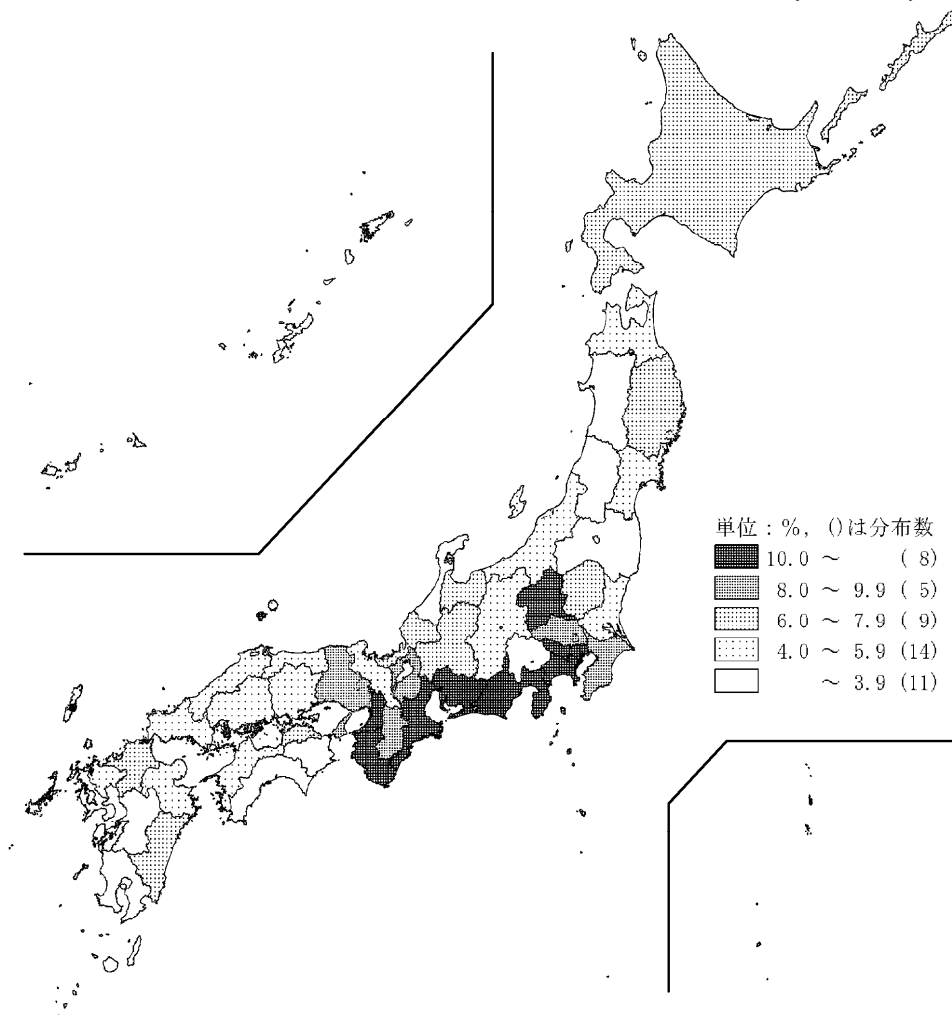 単位：%，()は分布数
10.0 ～ ( 8)
8.0 ～ 9.9 ( 5)
6.0 ～ 7.9 ( 9)
4.0 ～ 5.9 (14)
～ 3.9 (11)